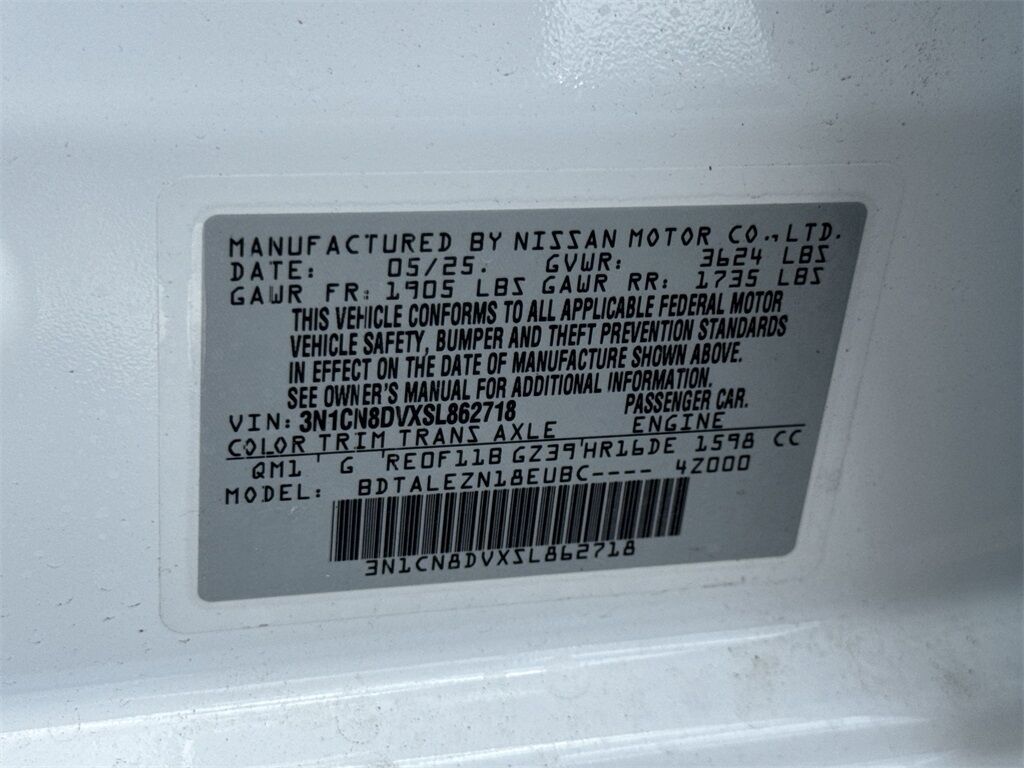 MANUFACTURED BY NISSAN MOTOR CO.,LTD.
DATE: 05/25. GVWR: 3624 LBS
GAWR FR: 1905 LBS GAWR RR: 1735 LBS
THIS VEHICLE CONFORMS TO ALL APPLICABLE FEDERAL MOTOR
VEHICLE SAFETY, BUMPER AND THEFT PREVENTION STANDARDS
IN EFFECT ON THE DATE OF MANUFACTURE SHOWN ABOVE.
SEE OWNER'S MANUAL FOR ADDITIONAL INFORMATION.
VIN: 3N1CN8DVXSL862718 PASSENGER CAR.
COLOR TRIM TRANS AXLE ENGINE
QM1 ' G 'RE0F11B GZ39'HR16DE 1598 CC
MODEL: BDTALEZN18EUBC---- 4Z000
3N1CN8DVXSL862718